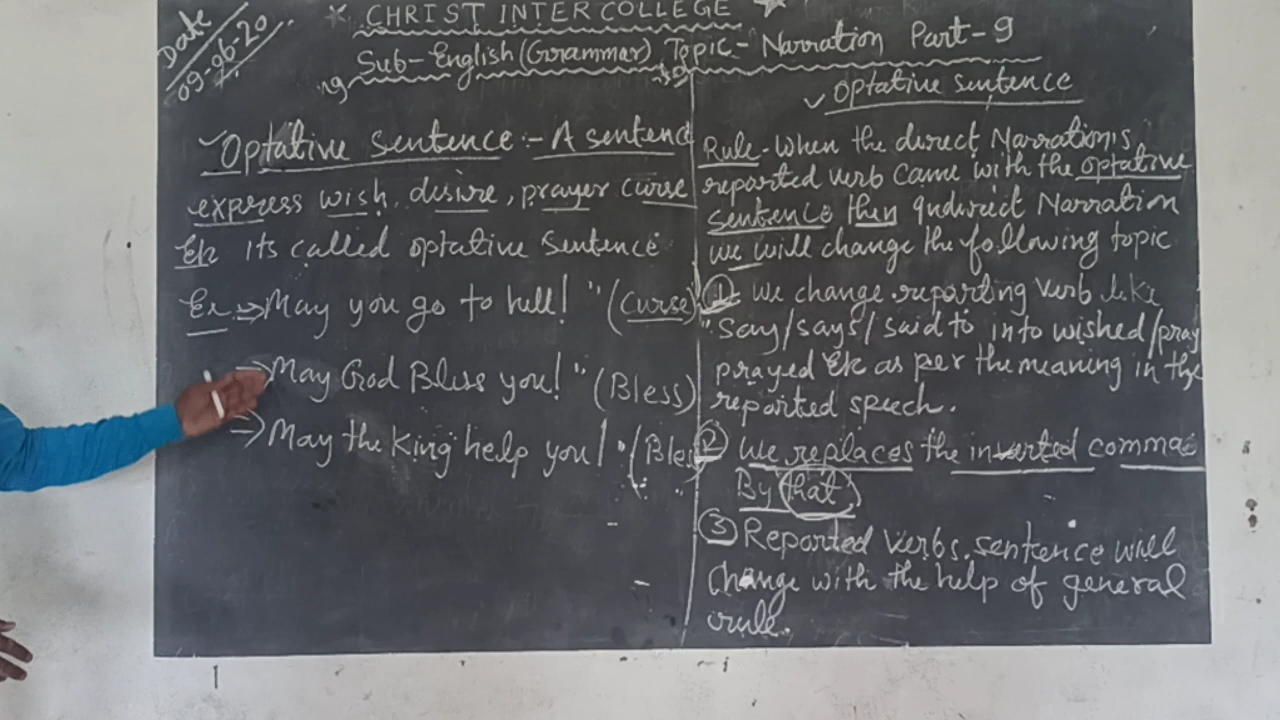 Date
09-06-20
CHRIST INTER COLLEGE
Sub-English (Grammar) Topic - Narration Part-9
Optative sentence :- A sentence
express wish, desire, prayer curse
Etc its called optative sentence
Ex ⇒ May you go to hell! " (Curse)
⇒ May God Bless you! " (Bless)
⇒ May the King help you! " (Bles
✓ Optative sentence
Rule - When the direct Narration's
reported verb came with the optative
sentence then Indirect Narration
we will change the following topic
① We change reporting verb like
"Say/says/said to into wished/pray
prayed Etc as per the meaning in the
reported speech.
② We replaces the inverted commas
By that
③ Reported verbs. sentence will
change with the help of general
rule.